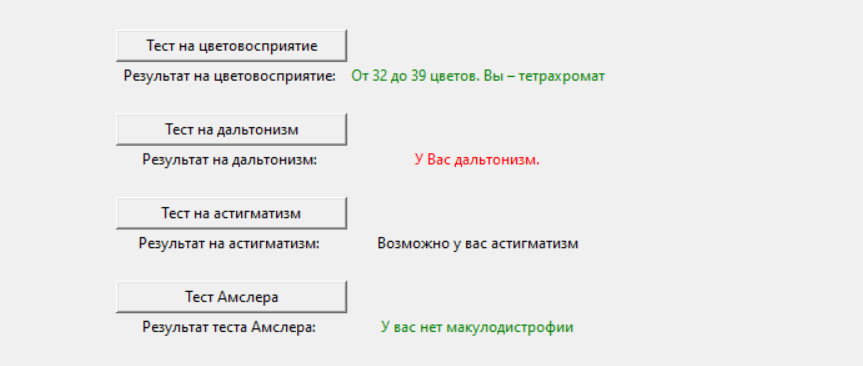 Тест на цветовосприятие
Результат на цветовосприятие: От 32 до 39 цветов. Вы – тетрахромат
Тест на дальтонизм
Результат на дальтонизм: У Вас дальтонизм.
Тест на астигматизм
Результат на астигматизм: Возможно у вас астигматизм
Тест Амслера
Результат теста Амслера: У вас нет макулодистрофии